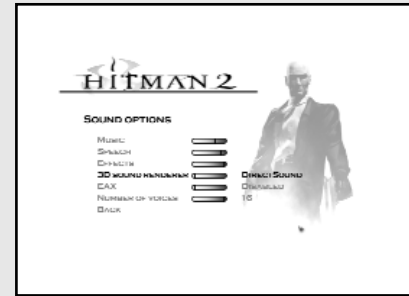 HITMAN 2
SOUND OPTIONS
MUSIC
SPEECH
EFFECTS
3D SOUND RENDERER DIRECTSOUND
EAX DISABLED
NUMBER OF VOICES 16
BACK